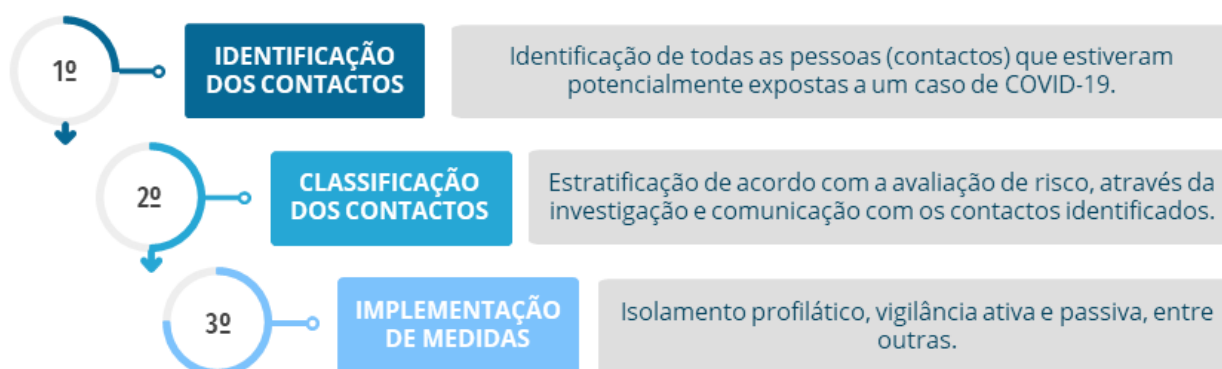 1º
IDENTIFICAÇÃO
DOS CONTACTOS
Identificação de todas as pessoas (contactos) que estiveram
potencialmente expostas a um caso de COVID-19.
2º
CLASSIFICAÇÃO
DOS CONTACTOS
Estratificação de acordo com a avaliação de risco, através da
investigação e comunicação com os contactos identificados.
3º
IMPLEMENTAÇÃO
DE MEDIDAS
Isolamento profilático, vigilância ativa e passiva, entre
outras.